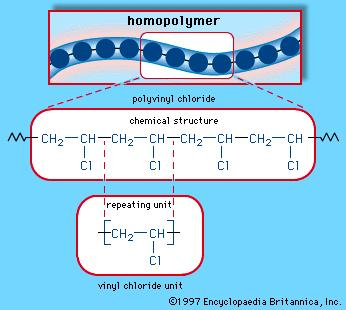 homopolymer
polyvinyl chloride
chemical structure
CH₂—CH—CH₂—CH—CH₂—CH—CH₂—CH
Cl Cl Cl Cl
repeating unit
[CH₂—CH]
Cl
vinyl chloride unit
©1997 Encyclopaedia Britannica, Inc.